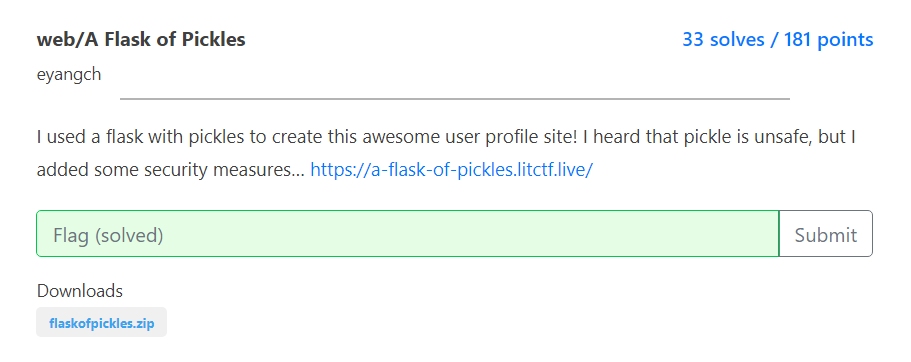 web/A Flask of Pickles
33 solves / 181 points
eyangch
I used a flask with pickles to create this awesome user profile site! I heard that pickle is unsafe, but I
added some security measures... https://a-flask-of-pickles.litctf.live/
Flag (solved)
Submit
Downloads
flaskofpickles.zip